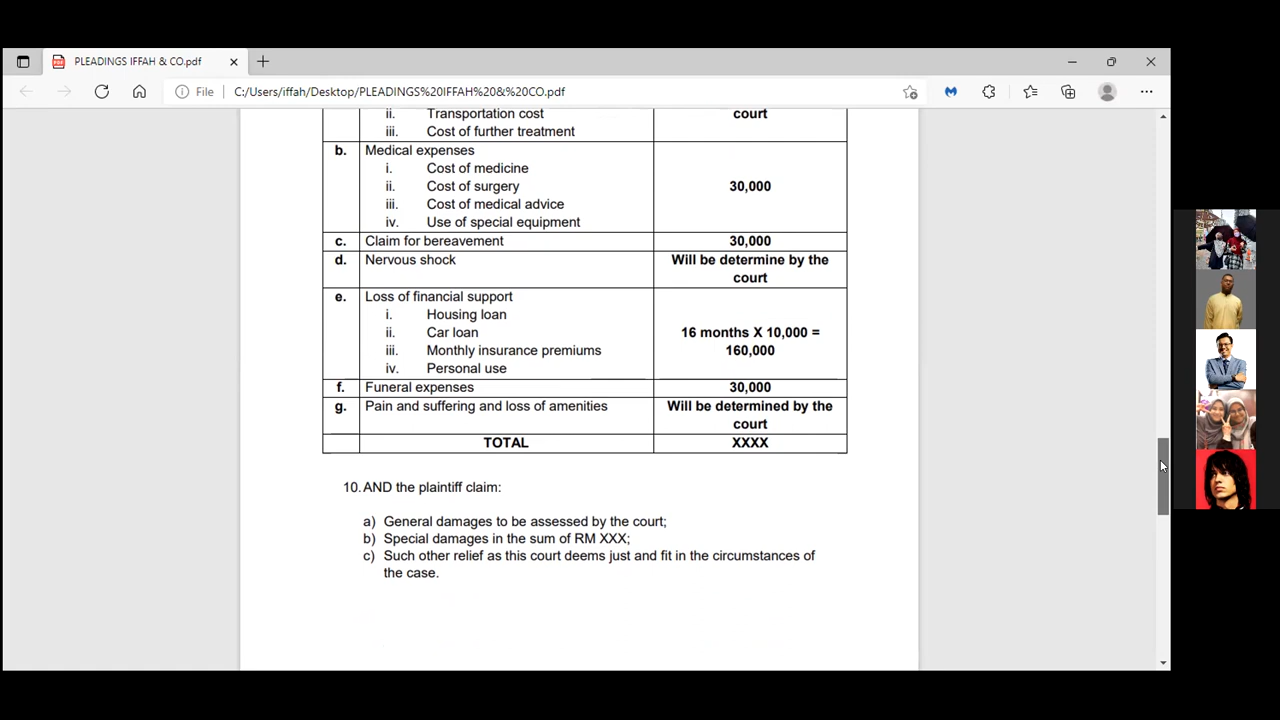 PLEADINGS IFFAH & CO.pdf
File C:/Users/iffah/Desktop/PLEADINGS%20IFFAH%20&%20CO.pdf
ii. Transportation cost court
iii. Cost of further treatment
b. Medical expenses
i. Cost of medicine
ii. Cost of surgery 30,000
iii. Cost of medical advice
iv. Use of special equipment
c. Claim for bereavement 30,000
d. Nervous shock Will be determine by the
court
e. Loss of financial support
i. Housing loan
ii. Car loan 16 months X 10,000 =
iii. Monthly insurance premiums 160,000
iv. Personal use
f. Funeral expenses 30,000
g. Pain and suffering and loss of amenities Will be determined by the
court
TOTAL XXXX
10. AND the plaintiff claim:
a) General damages to be assessed by the court;
b) Special damages in the sum of RM XXX;
c) Such other relief as this court deems just and fit in the circumstances of
the case.